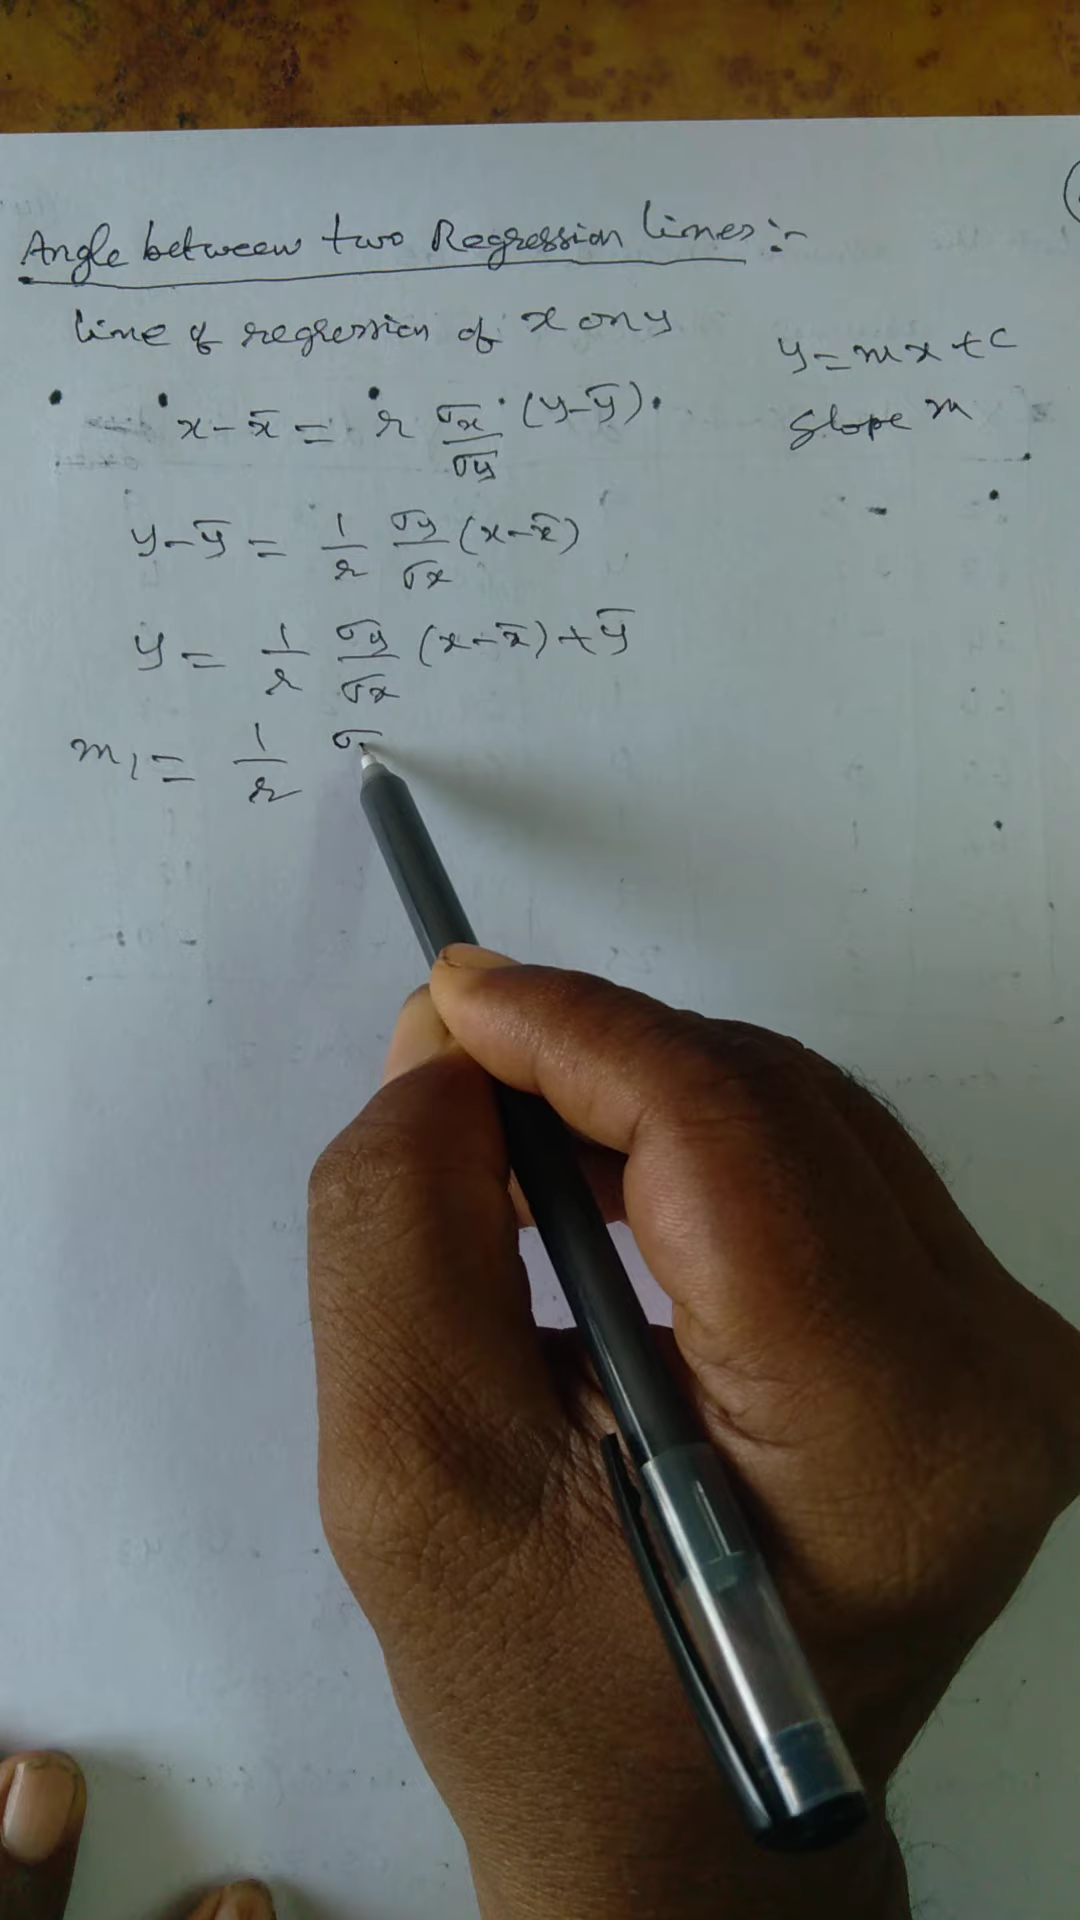 Angle between two Regression lines:-
line of regression of x on y
y=mx+c
x-x̄ = r σx/σy (y-ȳ).
slope m
y-ȳ = 1/r σy/σx (x-x̄)
y = 1/r σy/σx (x-x̄)+ȳ
m1 = 1/r σ